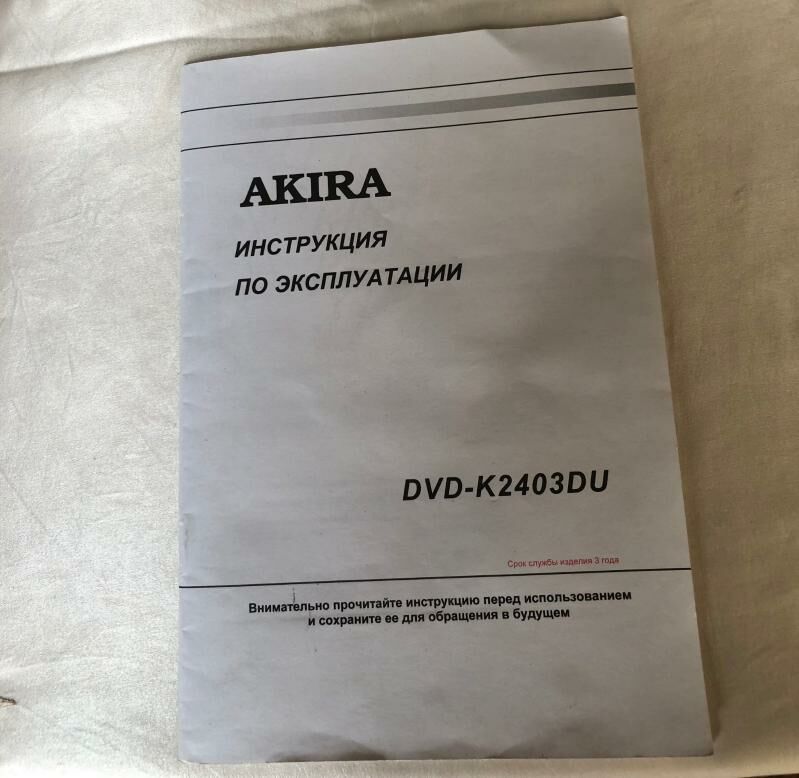 AKIRA
ИНСТРУКЦИЯ
ПО ЭКСПЛУАТАЦИИ
DVD-K2403DU
Срок службы изделия 3 года
Внимательно прочитайте инструкцию перед использованием
и сохраните ее для обращения в будущем